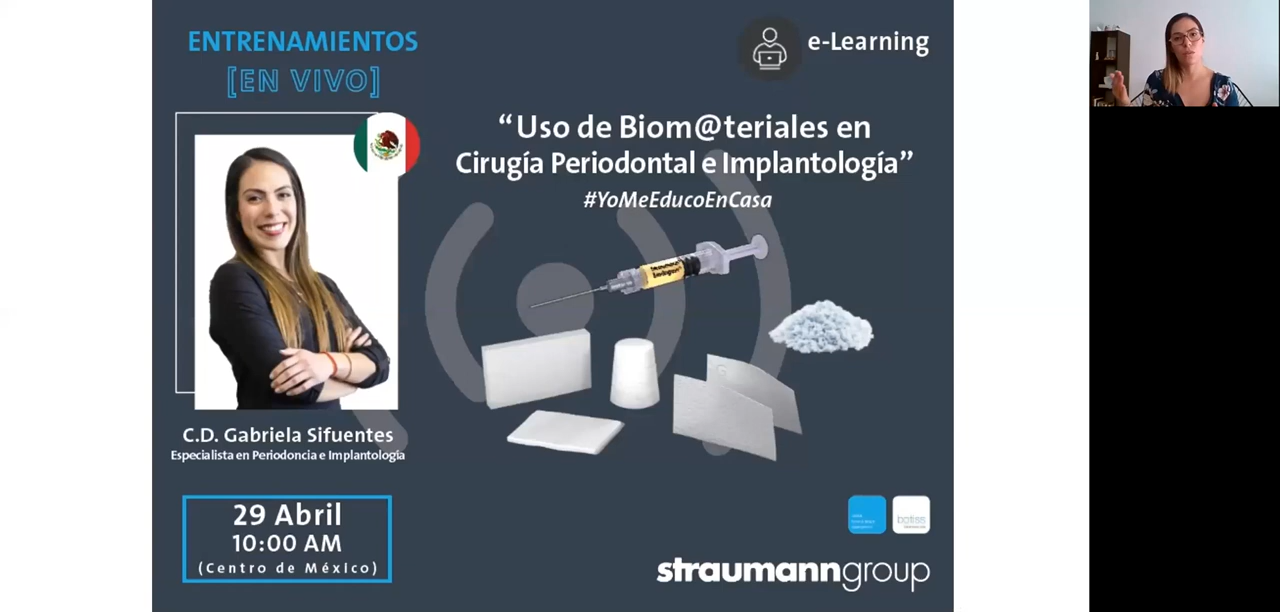 ENTRENAMIENTOS
[EN VIVO]
e-Learning
“Uso de Biom@teriales en
Cirugía Periodontal e Implantología”
#YoMeEducoEnCasa
C.D. Gabriela Sifuentes
Especialista en Periodoncia e Implantología
29 Abril
10:00 AM
(Centro de México)
botiss
straumanngroup